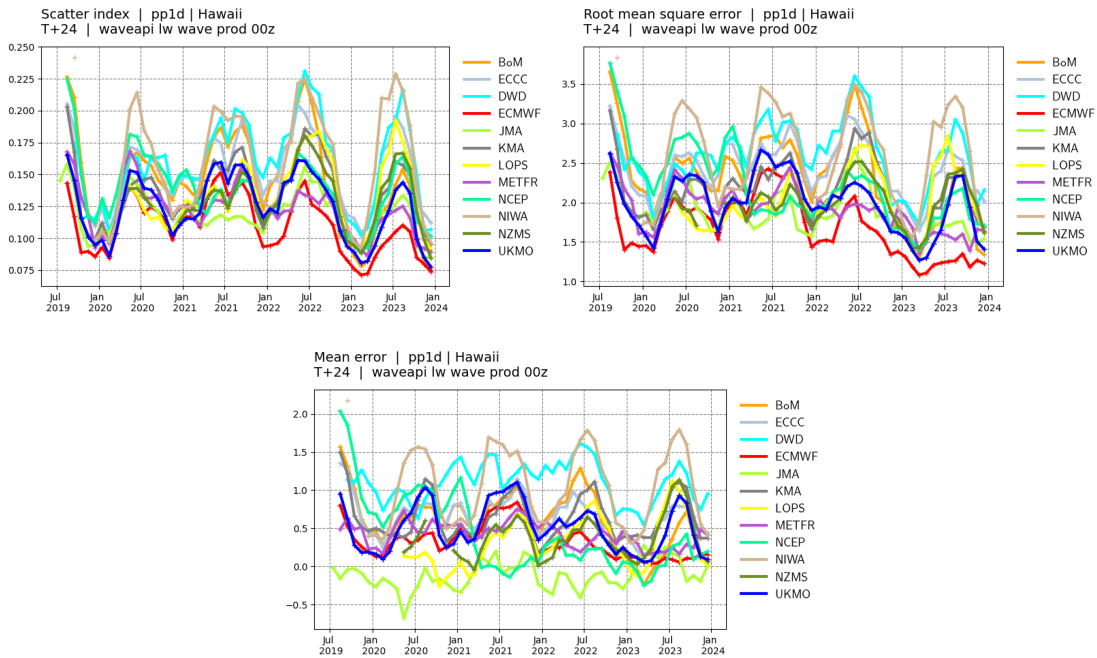 Scatter index | pp1d | Hawaii
T+24 | waveapi lw wave prod 00z
0.250
0.225
0.200
0.175
0.150
0.125
0.100
0.075
Jul Jan Jul Jan Jul Jan Jul Jan Jul Jan
2019 2020 2020 2021 2021 2022 2022 2023 2023 2024
BoM
ECCC
DWD
ECMWF
JMA
KMA
LOPS
METFR
NCEP
NIWA
NZMS
UKMO
Root mean square error | pp1d | Hawaii
T+24 | waveapi lw wave prod 00z
3.5
3.0
2.5
2.0
1.5
1.0
Jul Jan Jul Jan Jul Jan Jul Jan Jul Jan
2019 2020 2020 2021 2021 2022 2022 2023 2023 2024
BoM
ECCC
DWD
ECMWF
JMA
KMA
LOPS
METFR
NCEP
NIWA
NZMS
UKMO
Mean error | pp1d | Hawaii
T+24 | waveapi lw wave prod 00z
2.0
1.5
1.0
0.5
0.0
−0.5
Jul Jan Jul Jan Jul Jan Jul Jan Jul Jan
2019 2020 2020 2021 2021 2022 2022 2023 2023 2024
BoM
ECCC
DWD
ECMWF
JMA
KMA
LOPS
METFR
NCEP
NIWA
NZMS
UKMO